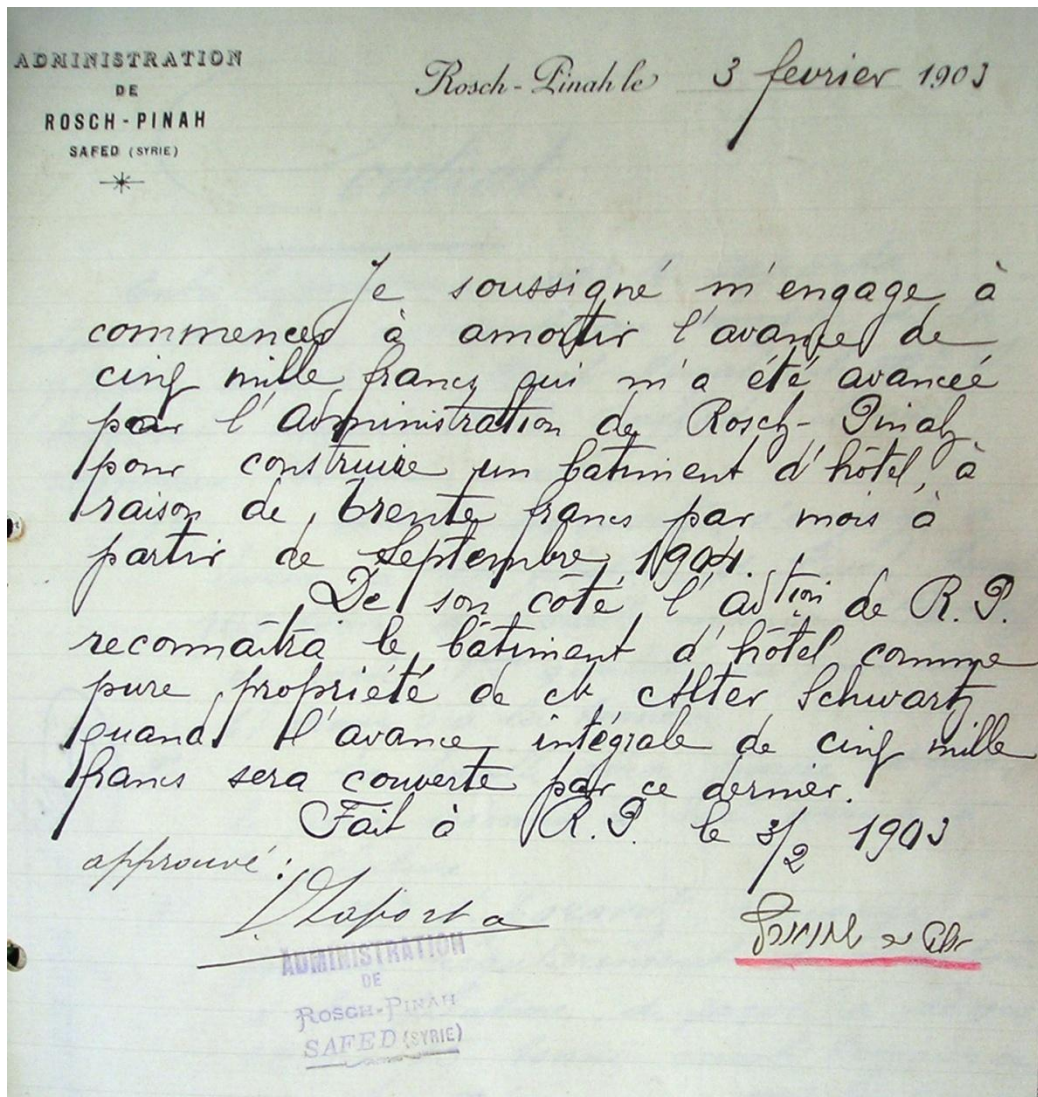 ADMINISTRATION
DE
ROSCH-PINAH
SAFED (SYRIE)
Rosch-Pinah le 3 fevrier 1903
Je soussigné m'engage à
commencer à amortir l'avance de
cinq mille francs qui m'a été avanceé
par l'administration de Rosch-Pinah
pour construire un bâtiment d'hôtel, à
raison de trente francs par mois à
partir de Septembre 1904.
De son côté l'adtion de R. P.
reconnaîtra le bâtiment d'hôtel comme
pure propriété de Alter Schwartz
quand l'avance intégrale de cinq mille
francs sera couverte par ce dernier.
Fait à R. P. le 3/2 1903
approuvé :
ADMINISTRATION
DE
ROSCH-PINAH
SAFED (SYRIE)